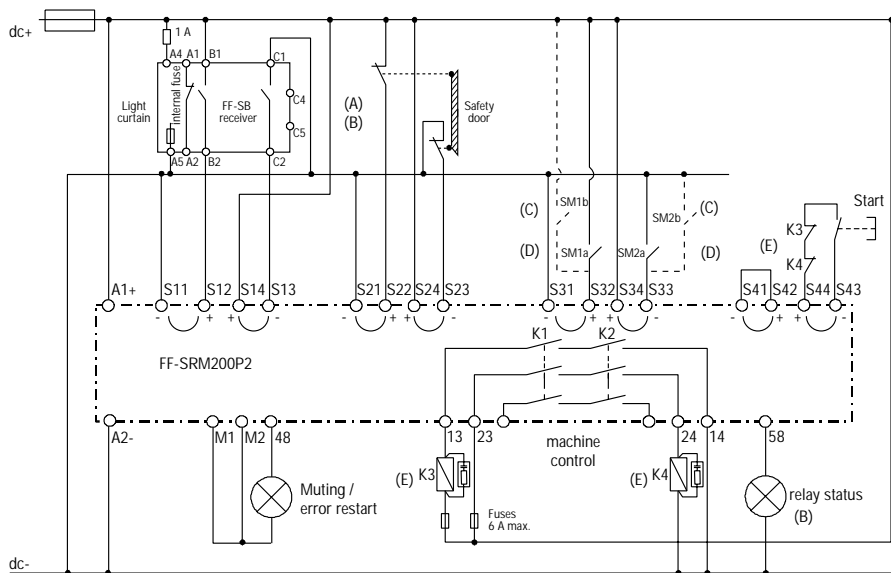 dc+
1 A
A4 A1 B1 C1
internal fuse
Light
curtain
FF-SB
receiver
C4
C5
A5 A2 B2 C2
(A)
(B)
Safety
door
(C)
SM1b
SM2b
(C)
(D)
SM1a
SM2a
(D)
Start
K3
(E)
K4
A1+ S11 S12 S14 S13 S21 S22 S24 S23 S31 S32 S34 S33 S41 S42 S44 S43
- + + - - + + - - + + - - + + -
FF-SRM200P2
K1 K2
A2- M1 M2 48 13 23 machine
control 24 14 58
Muting /
error restart
(E) K3
Fuses
6 A max.
(E) K4
relay status
(B)
dc-